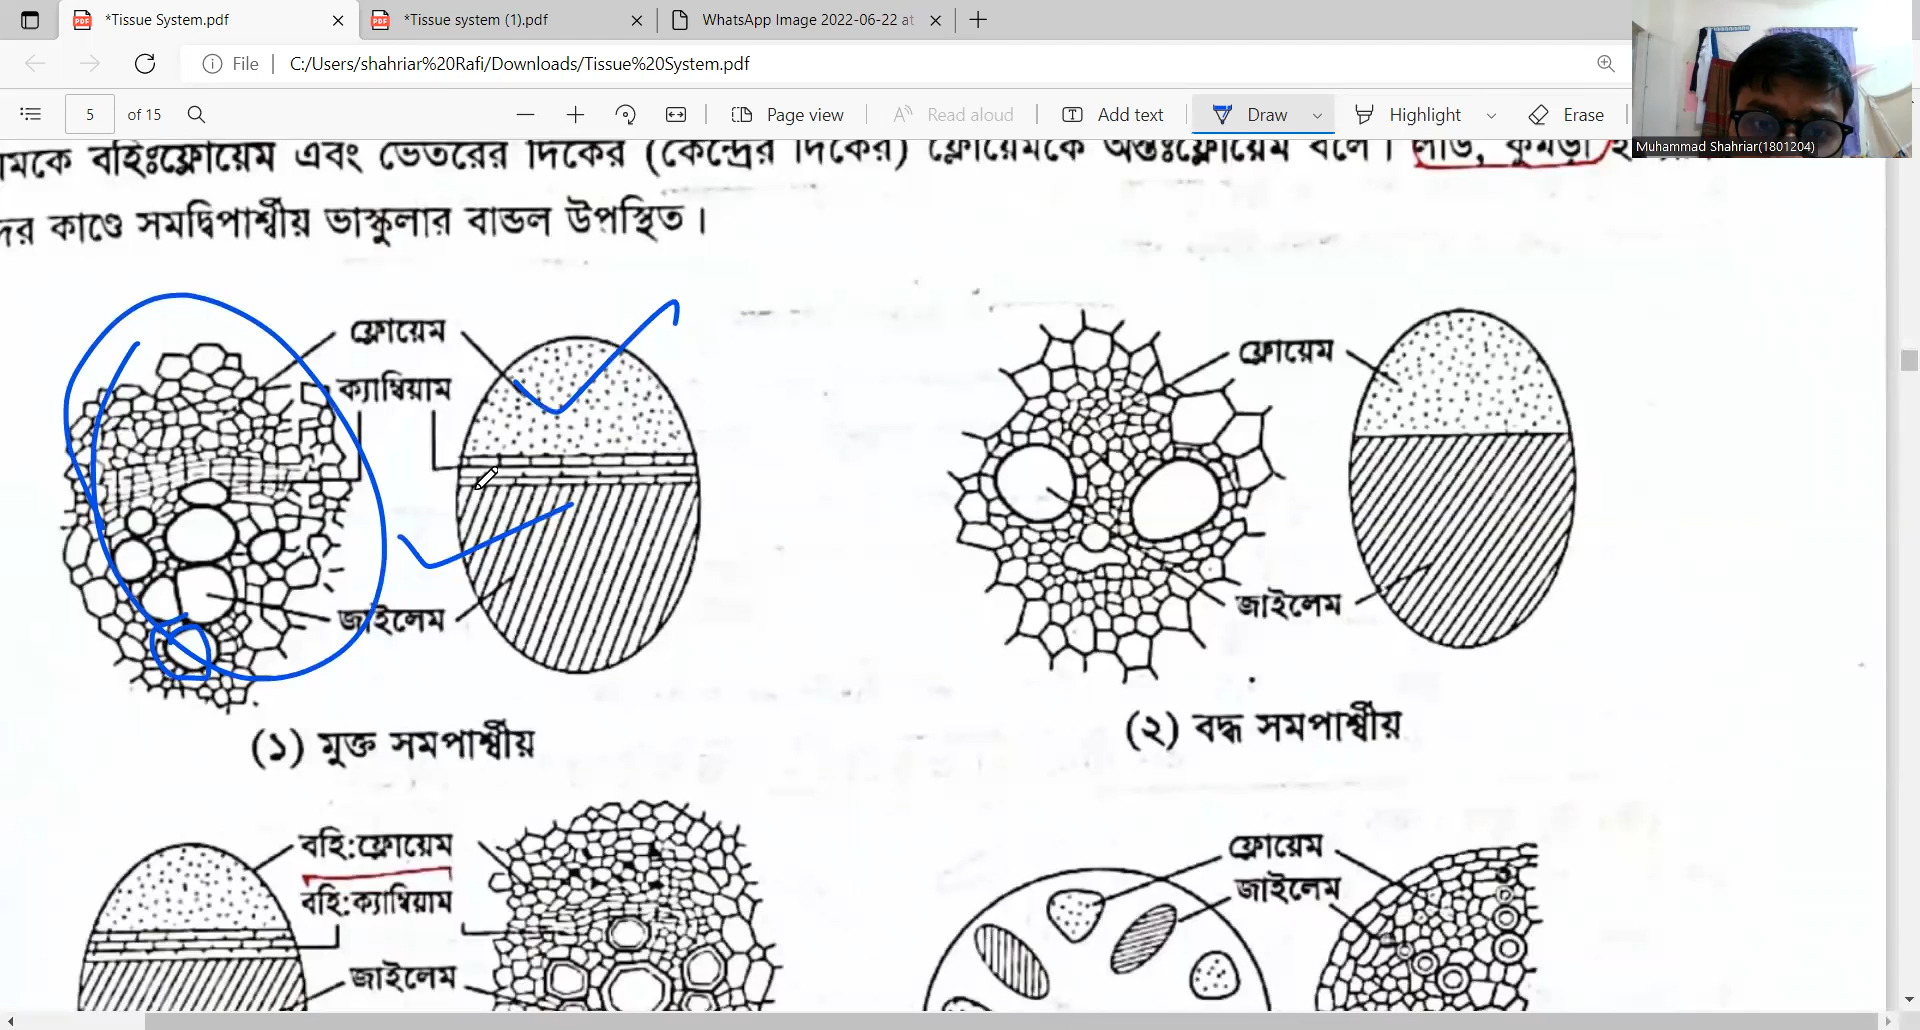 *Tissue System.pdf
*Tissue system (1).pdf
WhatsApp Image 2022-06-22 at
File
C:/Users/shahriar%20Rafi/Downloads/Tissue%20System.pdf
5 of 15
Page view
Read aloud
Add text
Draw
Highlight
Erase
Muhammad Shahriar(1801204)
বহিঃফ্লোয়েম এবং ভেতরের দিকের (কেন্দ্রের দিকের) ফ্লোয়েমকে অন্তঃফ্লোয়েম বলে। লাউ, কুমড়া
কাণ্ডে সমদ্বিপার্শ্বীয় ভাস্কুলার বান্ডল উপস্থিত।
ফ্লোয়েম
ক্যাম্বিয়াম
জাইলেম
(১) মুক্ত সমপার্শ্বীয়
ফ্লোয়েম
জাইলেম
(২) বদ্ধ সমপার্শ্বীয়
বহি:ফ্লোয়েম
বহি:ক্যাম্বিয়াম
জাইলেম
ফ্লোয়েম
জাইলেম